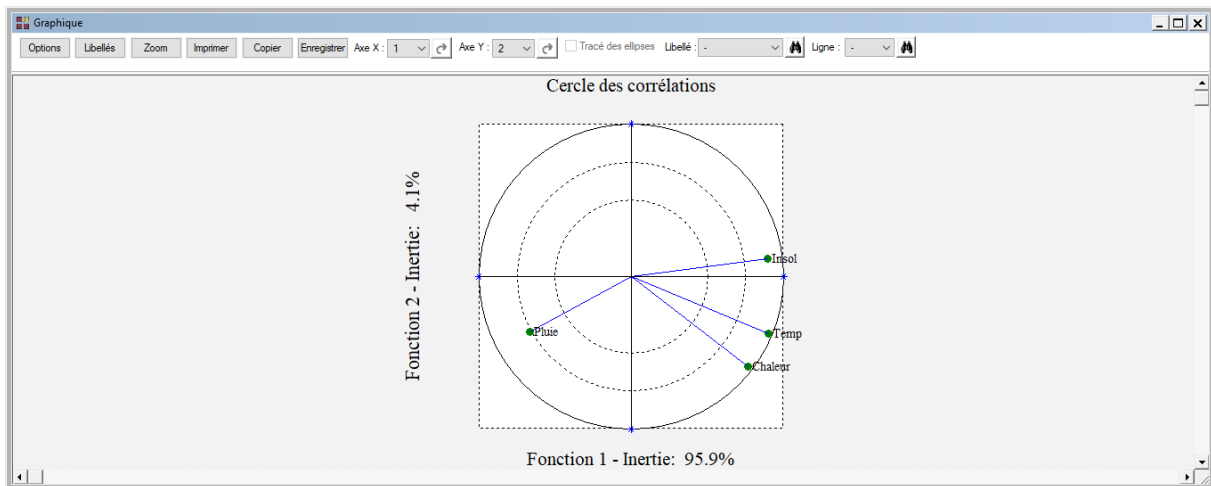 Graphique
Options Libellés Zoom Imprimer Copier Enregistrer Axe X : 1 Axe Y : 2 Tracé des ellipses Libellé : - Ligne : -
Cercle des corrélations
Fonction 2 - Inertie: 4.1%
Insol
Pluie
Temp
Chaleur
Fonction 1 - Inertie: 95.9%